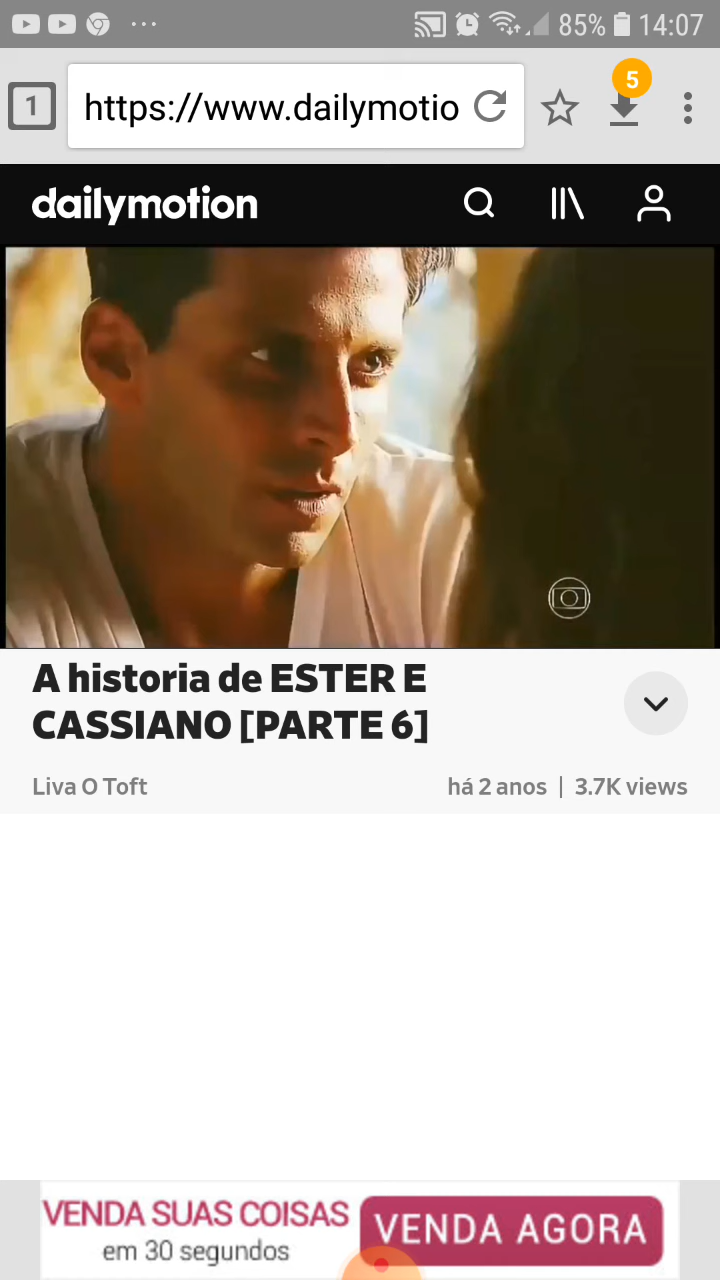 85% 14:07
1 https://www.dailymotio 5
dailymotion
A historia de ESTER E
CASSIANO [PARTE 6]
Liva O Toft há 2 anos | 3.7K views
VENDA SUAS COISAS
em 30 segundos
VENDA AGORA